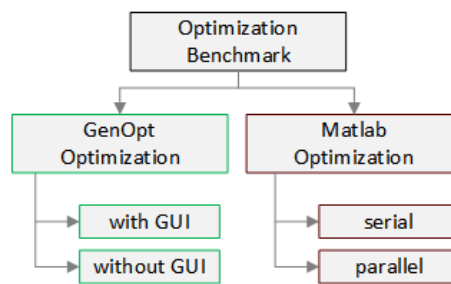 Optimization
Benchmark
GenOpt
Optimization
Matlab
Optimization
with GUI
serial
without GUI
parallel